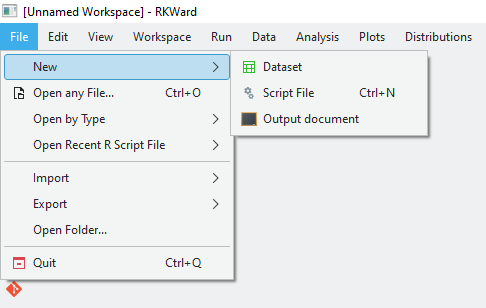 [Unnamed Workspace] - RKWard
File Edit View Workspace Run Data Analysis Plots Distributions
New
Open any File... Ctrl+O
Open by Type
Open Recent R Script File
Import
Export
Open Folder...
Quit Ctrl+Q
Dataset
Script File Ctrl+N
Output document